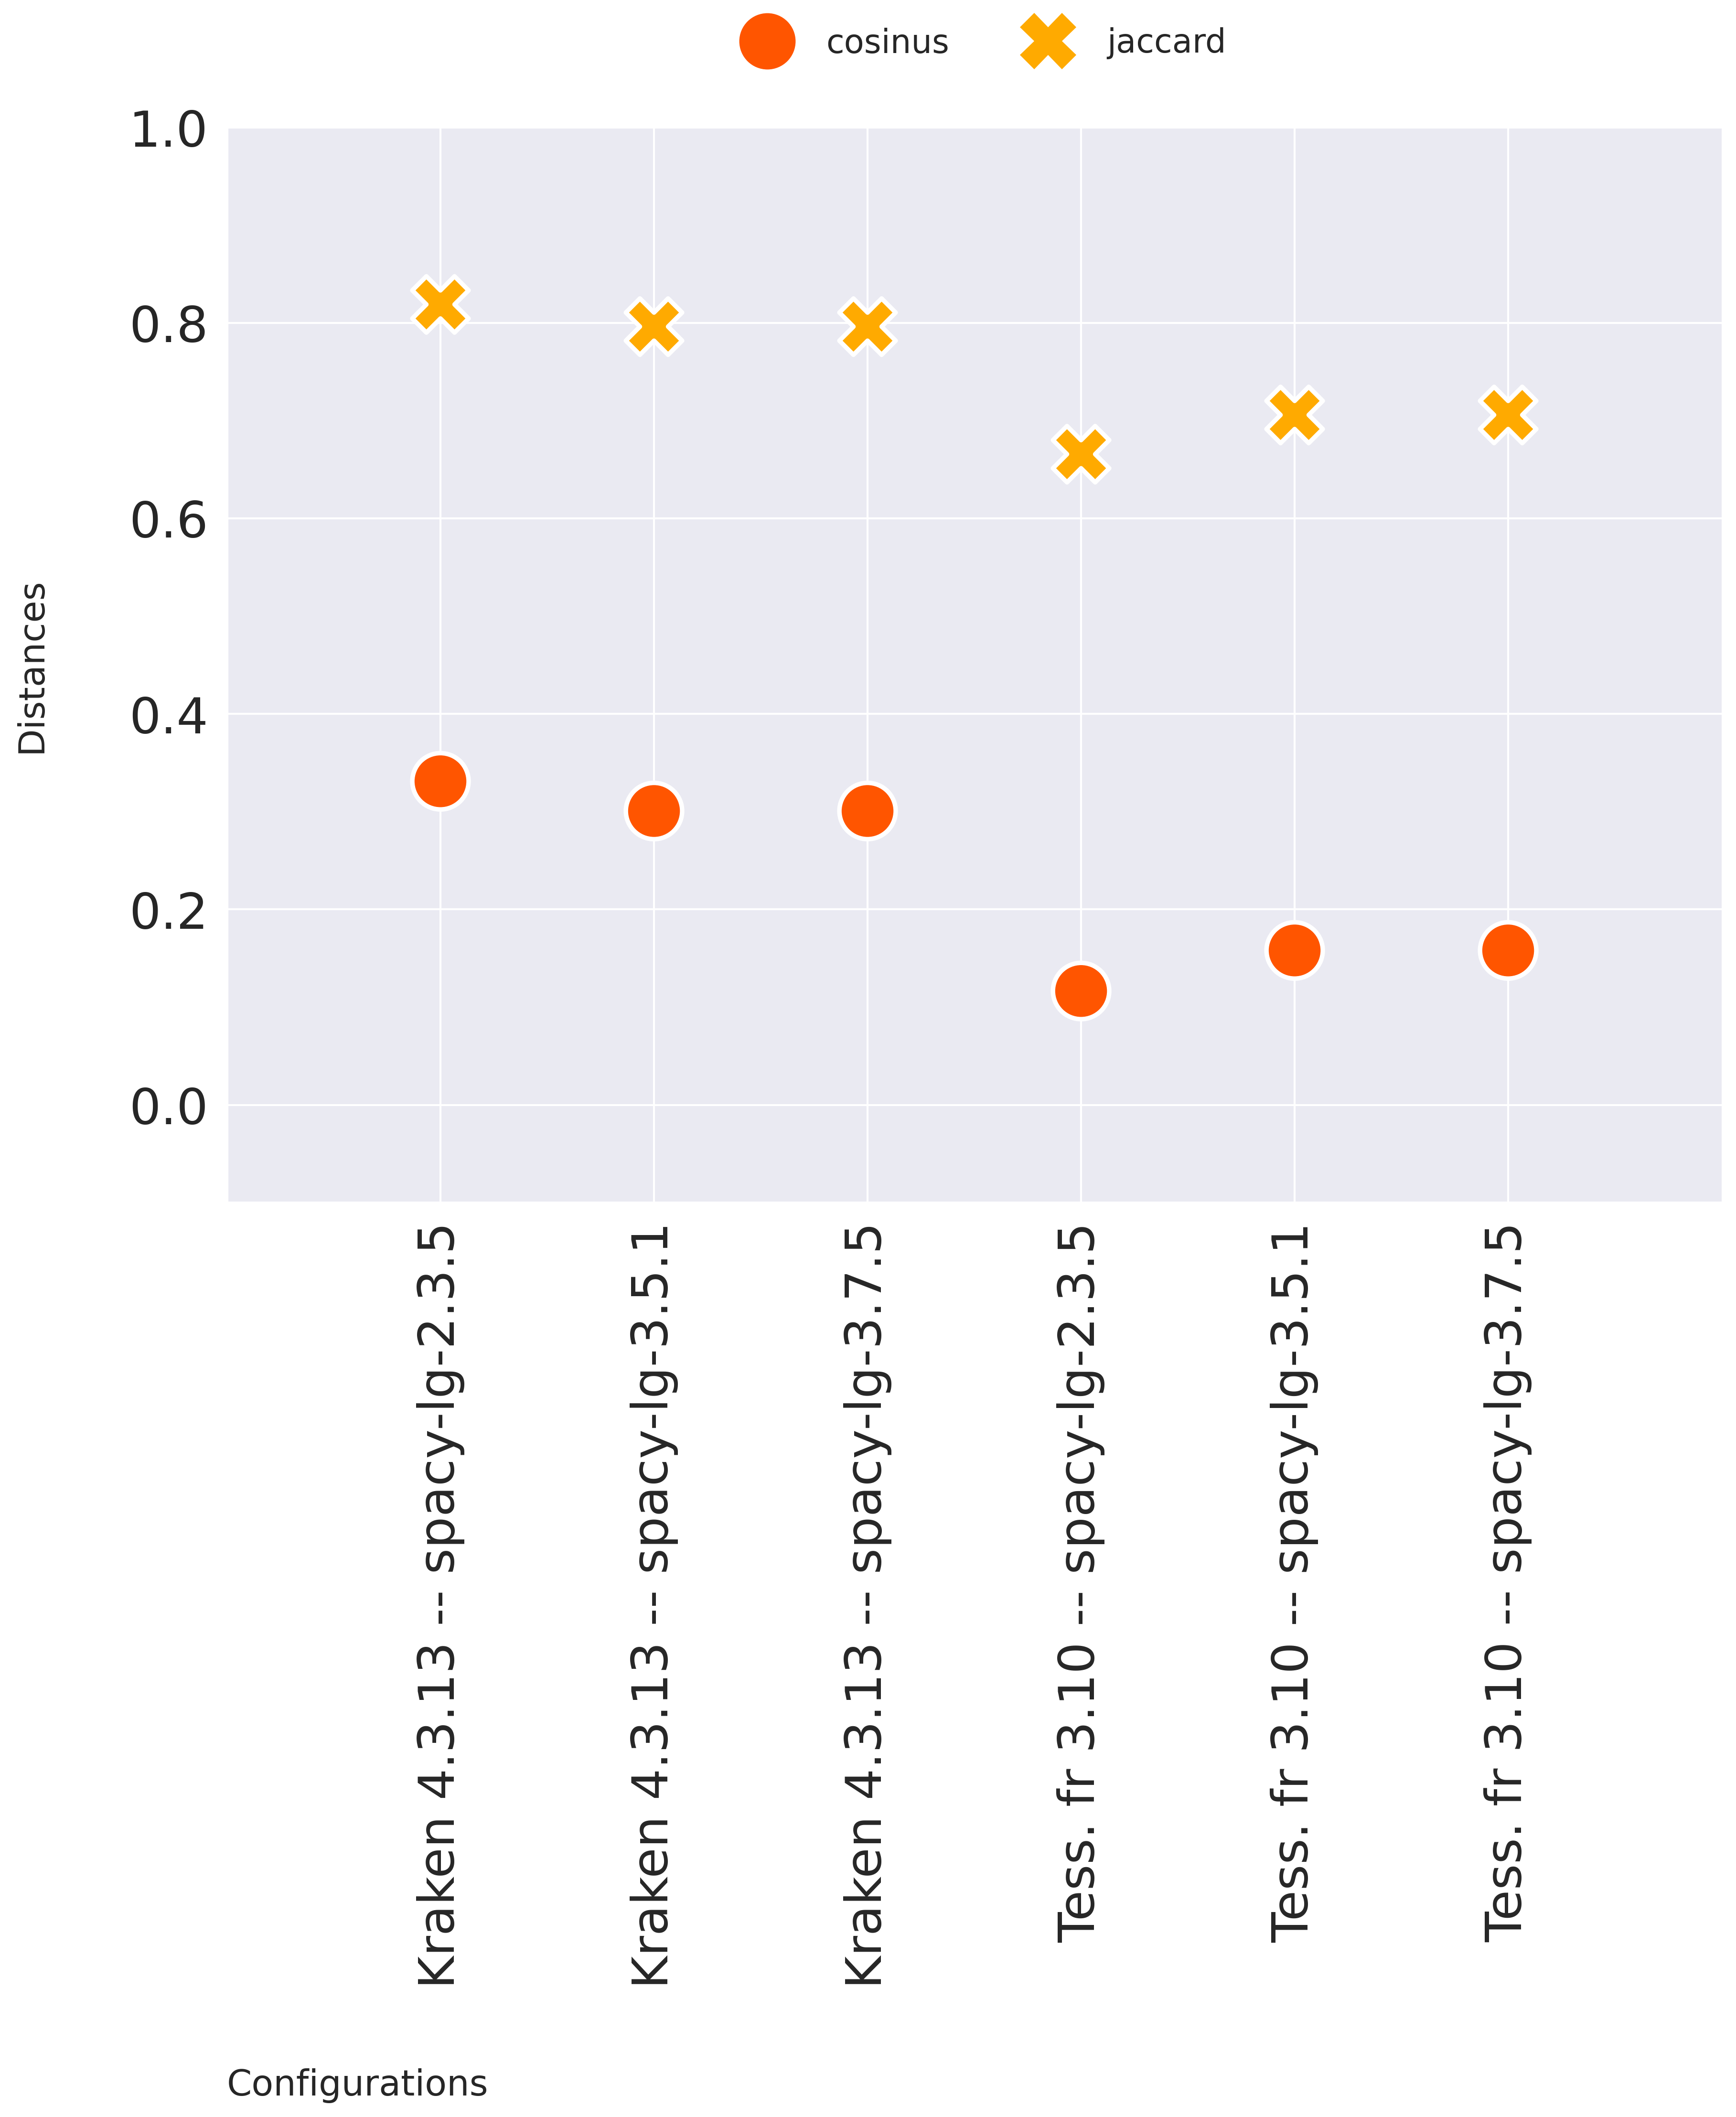 cosinus
jaccard
1.0
0.8
0.6
0.4
0.2
0.0
Distances
Kraken 4.3.13 -- spacy-lg-2.3.5
Kraken 4.3.13 -- spacy-lg-3.5.1
Kraken 4.3.13 -- spacy-lg-3.7.5
Tess. fr 3.10 -- spacy-lg-2.3.5
Tess. fr 3.10 -- spacy-lg-3.5.1
Tess. fr 3.10 -- spacy-lg-3.7.5
Configurations